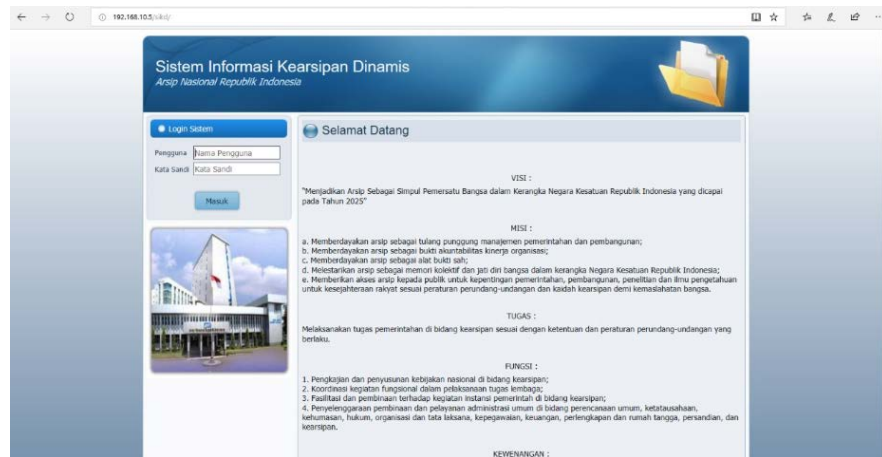 192.168.10.5/sikd/
Sistem Informasi Kearsipan Dinamis
Arsip Nasional Republik Indonesia
Login Sistem
Pengguna Nama Pengguna
Kata Sandi Kata Sandi
Masuk
Selamat Datang
VISI :
"Menjadikan Arsip Sebagai Simpul Pemersatu Bangsa dalam Kerangka Negara Kesatuan Republik Indonesia yang dicapai
pada Tahun 2025"
MISI :
a. Memberdayakan arsip sebagai tulang punggung manajemen pemerintahan dan pembangunan;
b. Memberdayakan arsip sebagai bukti akuntabilitas kinerja organisasi;
c. Memberdayakan arsip sebagai alat bukti sah;
d. Melestarikan arsip sebagai memori kolektif dan jati diri bangsa dalam kerangka Negara Kesatuan Republik Indonesia;
e. Memberikan akses arsip kepada publik untuk kepentingan pemerintahan, pembangunan, penelitian dan ilmu pengetahuan
untuk kesejahteraan rakyat sesuai peraturan perundang-undangan dan kaidah kearsipan demi kemaslahatan bangsa.
TUGAS :
Melaksanakan tugas pemerintahan di bidang kearsipan sesuai dengan ketentuan dan peraturan perundang-undangan yang
berlaku.
FUNGSI :
1. Pengkajian dan penyusunan kebijakan nasional di bidang kearsipan;
2. Koordinasi kegiatan fungsional dalam pelaksanaan tugas lembaga;
3. Fasilitasi dan pembinaan terhadap kegiatan instansi pemerintah di bidang kearsipan;
4. Penyelenggaraan pembinaan dan pelayanan administrasi umum di bidang perencanaan umum, ketatausahaan,
kehumasan, hukum, organisasi dan tata laksana, kepegawaian, keuangan, perlengkapan dan rumah tangga, persandian, dan
kearsipan.
KEWENANGAN :